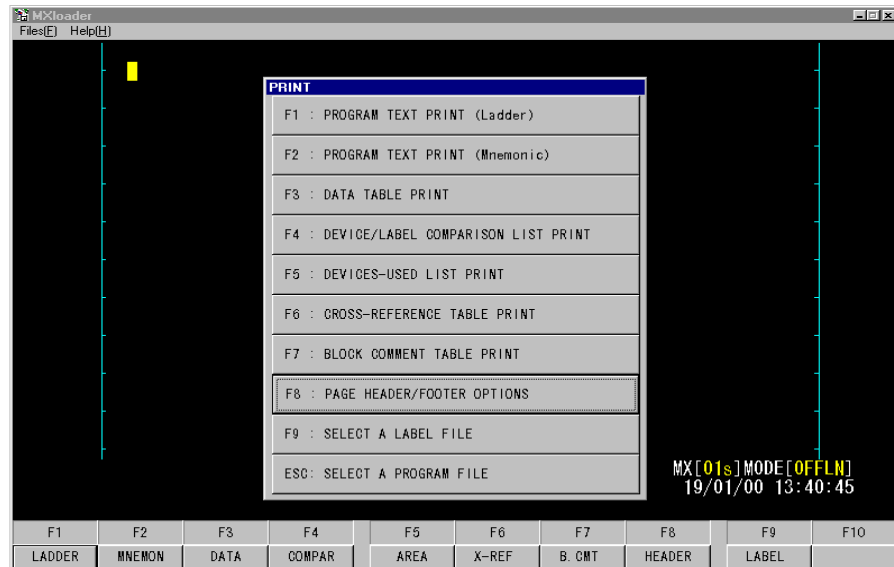 MXloader
Files(F) Help(H)
PRINT
F1 : PROGRAM TEXT PRINT (Ladder)
F2 : PROGRAM TEXT PRINT (Mnemonic)
F3 : DATA TABLE PRINT
F4 : DEVICE/LABEL COMPARISON LIST PRINT
F5 : DEVICES-USED LIST PRINT
F6 : CROSS-REFERENCE TABLE PRINT
F7 : BLOCK COMMENT TABLE PRINT
F8 : PAGE HEADER/FOOTER OPTIONS
F9 : SELECT A LABEL FILE
ESC: SELECT A PROGRAM FILE
MX[01s]MODE[OFFLN]
19/01/00 13:40:45
F1 F2 F3 F4 F5 F6 F7 F8 F9 F10
LADDER MNEMON DATA COMPAR AREA X-REF B. CMT HEADER LABEL